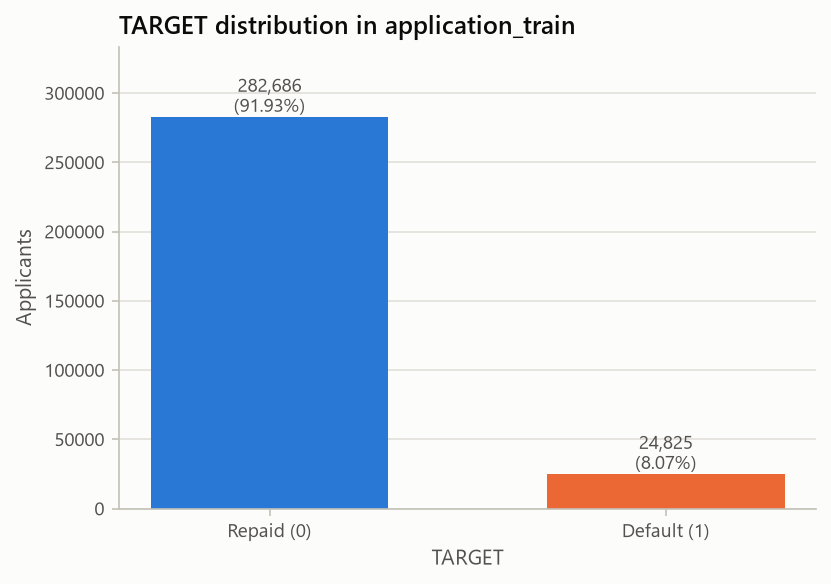 TARGET distribution in application_train
282,686
(91.93%)
300000
250000
200000
150000
100000
50000
0
Applicants
24,825
(8.07%)
Repaid (0)
Default (1)
TARGET